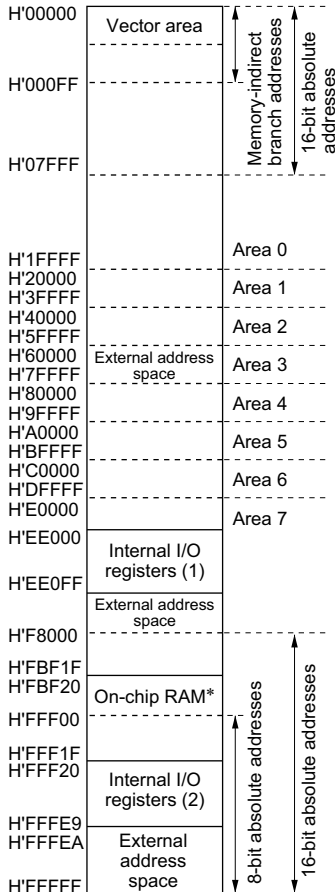 H'00000
Vector area
H'000FF
Memory-indirect
branch addresses
16-bit absolute
addresses
H'07FFF
H'1FFFF
Area 0
H'20000
Area 1
H'3FFFF
H'40000
Area 2
H'5FFFF
H'60000
External address
space
Area 3
H'7FFFF
H'80000
Area 4
H'9FFFF
H'A0000
Area 5
H'BFFFF
H'C0000
Area 6
H'DFFFF
H'E0000
Area 7
H'EE000
Internal I/O
registers (1)
H'EE0FF
External address
space
H'F8000
H'FBF1F
H'FBF20
On-chip RAM*
H'FFF00
H'FFF1F
H'FFF20
Internal I/O
registers (2)
H'FFFE9
H'FFFEA
External
address
space
H'FFFFF
8-bit absolute addresses
16-bit absolute addresses